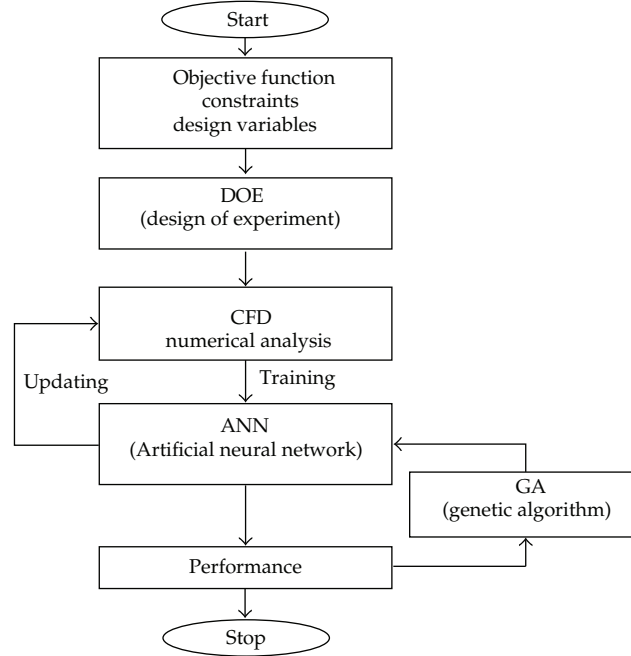 Start
Objective function
constraints
design variables
DOE
(design of experiment)
CFD
numerical analysis
Updating
Training
ANN
(Artificial neural network)
GA
(genetic algorithm)
Performance
Stop